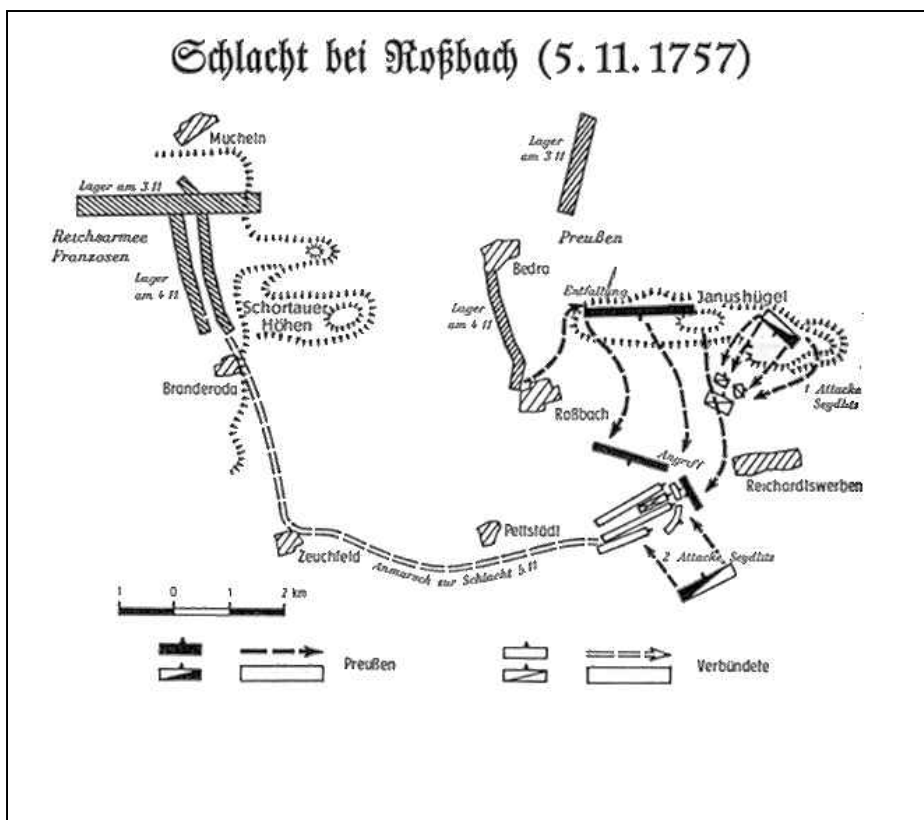 Schlacht bei Roßbach (5. 11. 1757)
Mücheln
Lager
am 3. 11
Lager am 3. 11
Reichsarmee
Franzosen
Preußen
Bedra
Lager
am 4 11
Schortauer
Höhen
Lager
am 4 11
Entfaltung
Janushügel
Branderoda
Roßbach
1 Attacke
Seydlitz
Angriff
Reichardtswerben
Pettstädt
Zeuchfeld
2 Attacke Seydlitz
Anmarsch zur Schlacht 5.11
1 0 1 2 km
Preußen
Verbündete